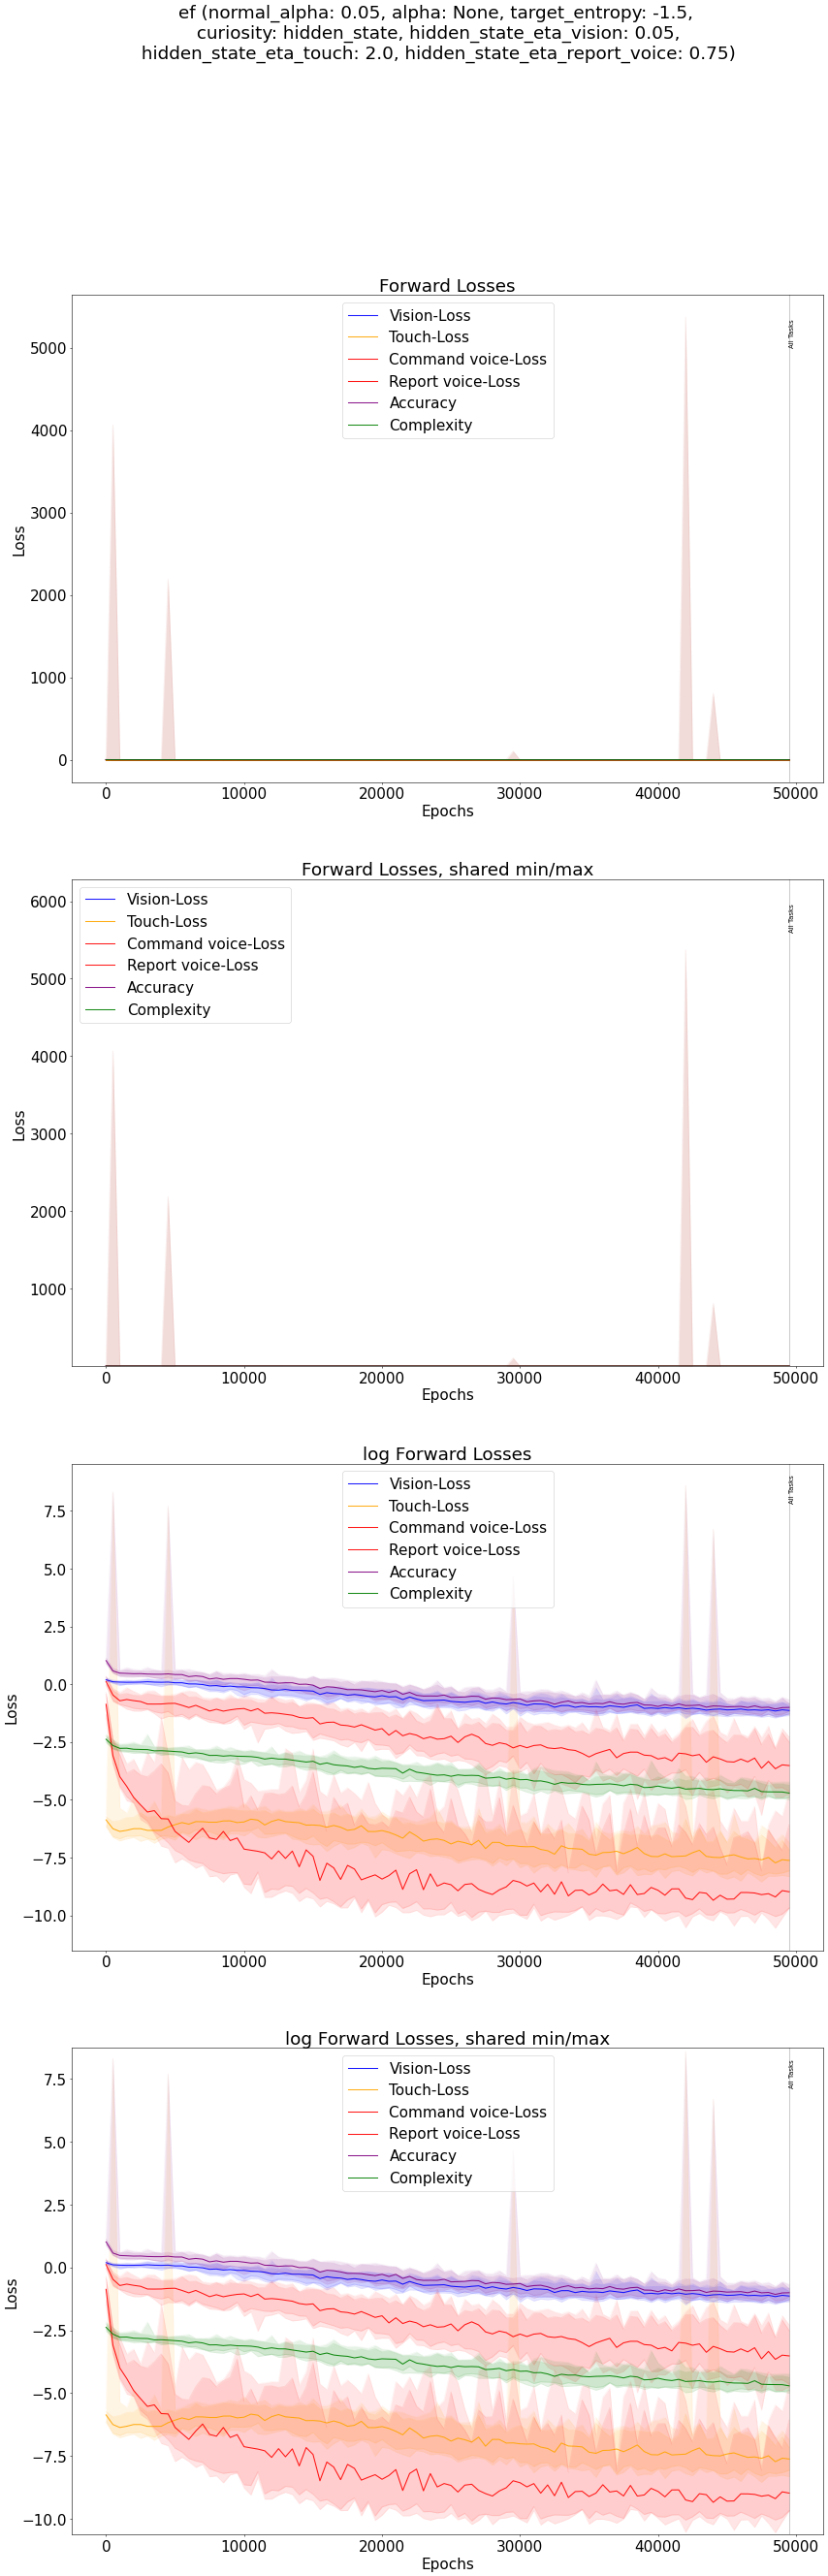 ef (normal_alpha: 0.05, alpha: None, target_entropy: -1.5,
curiosity: hidden_state, hidden_state_eta_vision: 0.05,
hidden_state_eta_touch: 2.0, hidden_state_eta_report_voice: 0.75)
Forward Losses
Vision-Loss
Touch-Loss
Command voice-Loss
Report voice-Loss
Accuracy
Complexity
All Tasks
5000
4000
3000
2000
1000
0
Loss
0 10000 20000 30000 40000 50000
Epochs
Forward Losses, shared min/max
Vision-Loss
Touch-Loss
Command voice-Loss
Report voice-Loss
Accuracy
Complexity
All Tasks
6000
5000
4000
3000
2000
1000
Loss
0 10000 20000 30000 40000 50000
Epochs
log Forward Losses
Vision-Loss
Touch-Loss
Command voice-Loss
Report voice-Loss
Accuracy
Complexity
All Tasks
7.5
5.0
2.5
0.0
−2.5
−5.0
−7.5
−10.0
Loss
0 10000 20000 30000 40000 50000
Epochs
log Forward Losses, shared min/max
Vision-Loss
Touch-Loss
Command voice-Loss
Report voice-Loss
Accuracy
Complexity
All Tasks
7.5
5.0
2.5
0.0
−2.5
−5.0
−7.5
−10.0
Loss
0 10000 20000 30000 40000 50000
Epochs